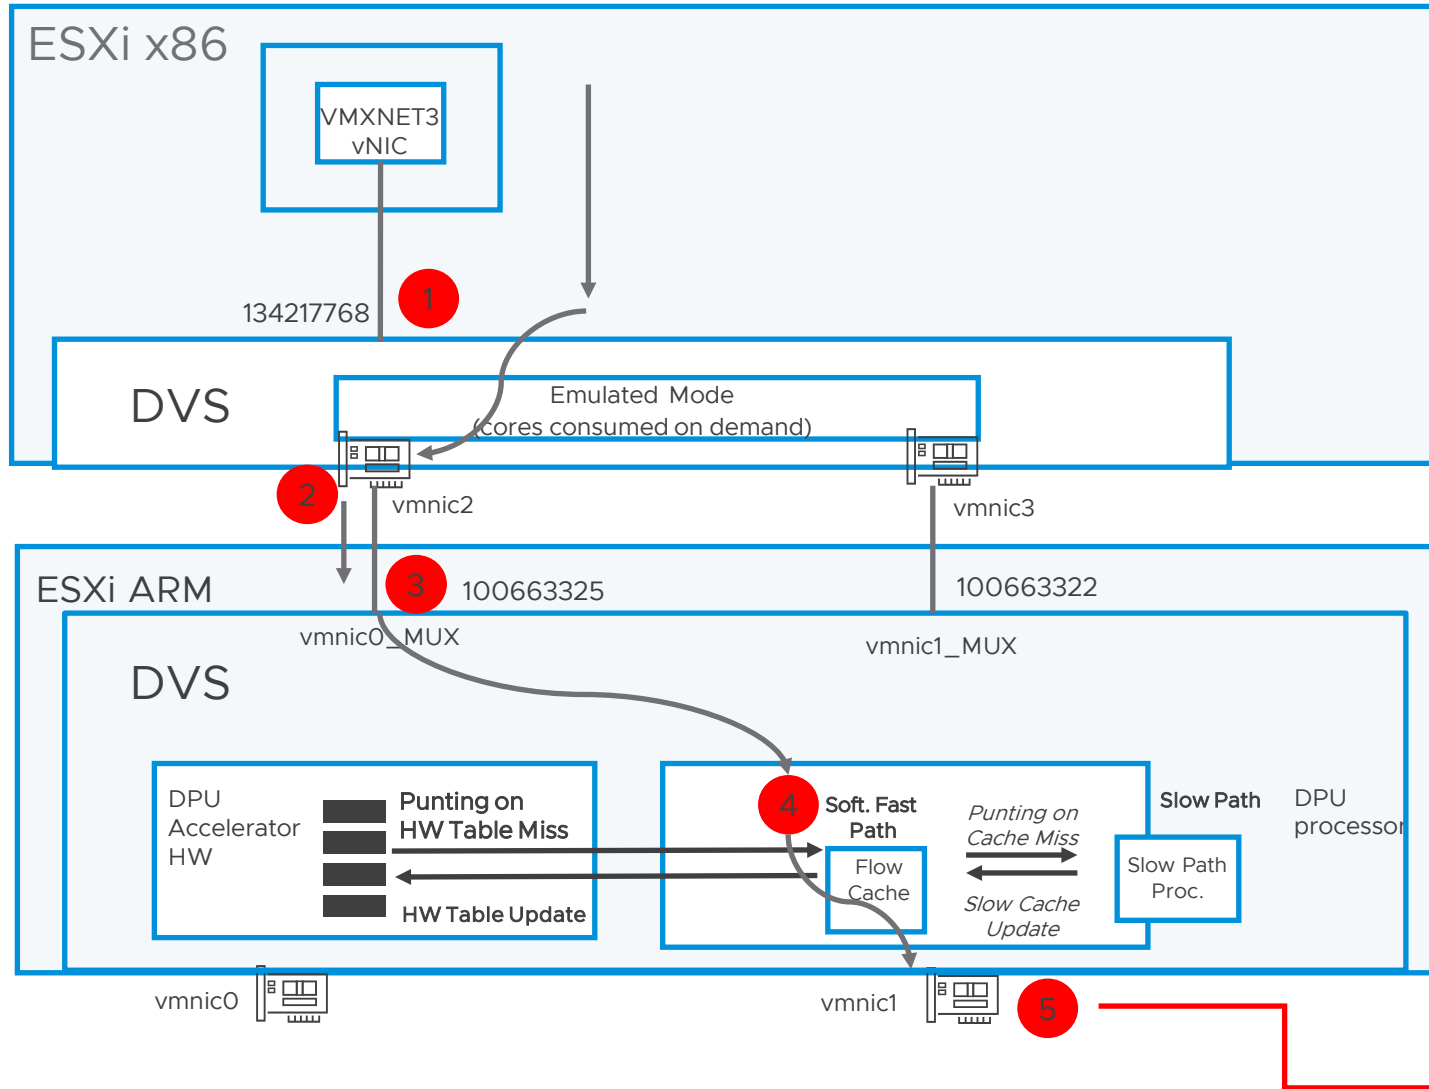 ESXi x86
VMXNET3
vNIC
134217768
1
DVS
Emulated Mode
(cores consumed on demand)
2
vmnic2
vmnic3
ESXi ARM
3
100663325
100663322
vmnic0_MUX
vmnic1_MUX
DVS
DPU
Accelerator
HW
Punting on
HW Table Miss
HW Table Update
4
Soft. Fast
Path
Flow
Cache
Punting on
Cache Miss
Slow Cache
Update
Slow Path
Slow Path
Proc.
DPU
processor
vmnic0
vmnic1
5